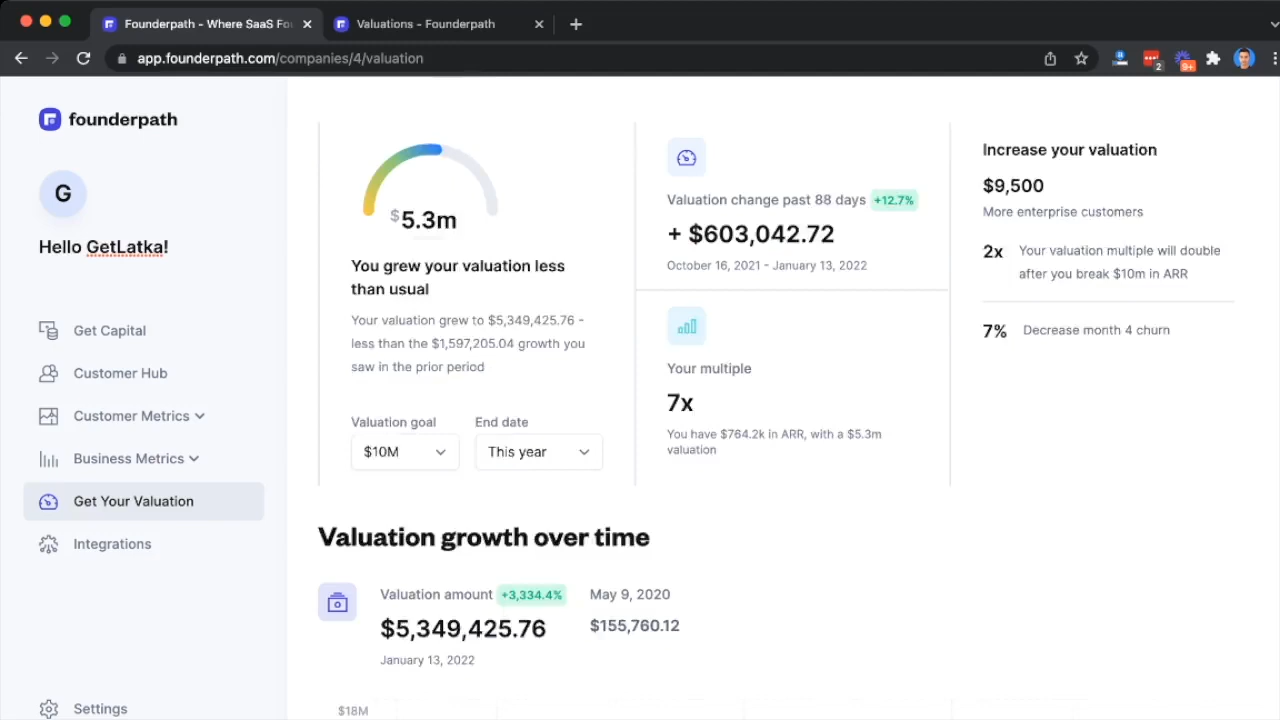 Founderpath - Where SaaS Fou
Valuations - Founderpath
app.founderpath.com/companies/4/valuation
2
9+
founderpath
G
Hello GetLatka!
Get Capital
Customer Hub
Customer Metrics
Business Metrics
Get Your Valuation
Integrations
Settings
$5.3m
You grew your valuation less
than usual
Your valuation grew to $5,349,425.76 -
less than the $1,597,205.04 growth you
saw in the prior period
Valuation goal
$10M
End date
This year
Valuation change past 88 days +12.7%
+ $603,042.72
October 16, 2021 - January 13, 2022
Your multiple
7x
You have $764.2k in ARR, with a $5.3m
valuation
Increase your valuation
$9,500
More enterprise customers
2x Your valuation multiple will double
after you break $10m in ARR
7% Decrease month 4 churn
Valuation growth over time
Valuation amount +3,334.4%
$5,349,425.76
January 13, 2022
May 9, 2020
$155,760.12
$18M